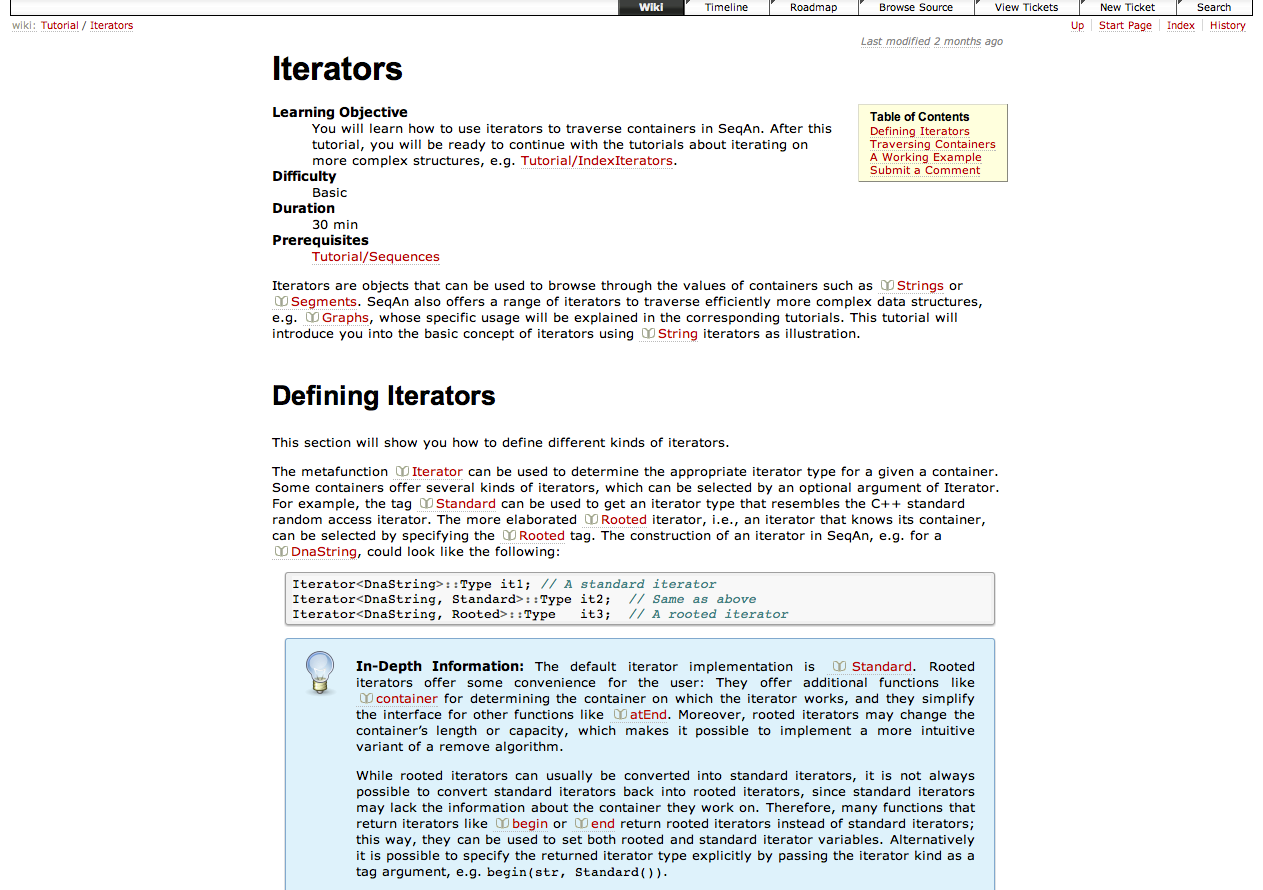 Wiki Timeline Roadmap Browse Source View Tickets New Ticket Search
wiki: Tutorial / Iterators Up Start Page Index History
Last modified 2 months ago
Iterators
Learning Objective
You will learn how to use iterators to traverse containers in SeqAn. After this
tutorial, you will be ready to continue with the tutorials about iterating on
more complex structures, e.g. Tutorial/IndexIterators.
Difficulty
Basic
Duration
30 min
Prerequisites
Tutorial/Sequences
Table of Contents
Defining Iterators
Traversing Containers
A Working Example
Submit a Comment
Iterators are objects that can be used to browse through the values of containers such as Strings or
Segments. SeqAn also offers a range of iterators to traverse efficiently more complex data structures,
e.g. Graphs, whose specific usage will be explained in the corresponding tutorials. This tutorial will
introduce you into the basic concept of iterators using String iterators as illustration.
Defining Iterators
This section will show you how to define different kinds of iterators.
The metafunction Iterator can be used to determine the appropriate iterator type for a given a container.
Some containers offer several kinds of iterators, which can be selected by an optional argument of Iterator.
For example, the tag Standard can be used to get an iterator type that resembles the C++ standard
random access iterator. The more elaborated Rooted iterator, i.e., an iterator that knows its container,
can be selected by specifying the Rooted tag. The construction of an iterator in SeqAn, e.g. for a
DnaString, could look like the following:
Iterator<DnaString>::Type it1; // A standard iterator
Iterator<DnaString, Standard>::Type it2; // Same as above
Iterator<DnaString, Rooted>::Type it3; // A rooted iterator
In-Depth Information: The default iterator implementation is Standard. Rooted
iterators offer some convenience for the user: They offer additional functions like
container for determining the container on which the iterator works, and they simplify
the interface for other functions like atEnd. Moreover, rooted iterators may change the
container’s length or capacity, which makes it possible to implement a more intuitive
variant of a remove algorithm.
While rooted iterators can usually be converted into standard iterators, it is not always
possible to convert standard iterators back into rooted iterators, since standard iterators
may lack the information about the container they work on. Therefore, many functions that
return iterators like begin or end return rooted iterators instead of standard iterators;
this way, they can be used to set both rooted and standard iterator variables. Alternatively
it is possible to specify the returned iterator type explicitly by passing the iterator kind as a
tag argument, e.g. begin(str, Standard()).